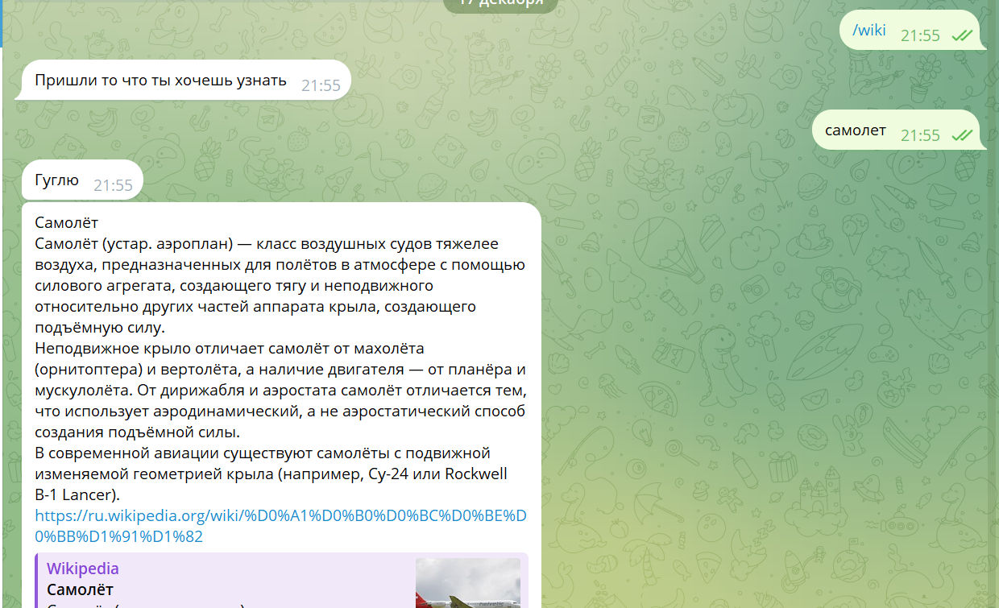 17 декабря
/wiki 21:55
Пришли то что ты хочешь узнать 21:55
самолет 21:55
Гуглю 21:55
Самолёт
Самолёт (устар. аэроплан) — класс воздушных судов тяжелее
воздуха, предназначенных для полётов в атмосфере с помощью
силового агрегата, создающего тягу и неподвижного
относительно других частей аппарата крыла, создающего
подъёмную силу.
Неподвижное крыло отличает самолёт от махолёта
(орнитоптера) и вертолёта, а наличие двигателя — от планёра и
мускулолёта. От дирижабля и аэростата самолёт отличается тем,
что использует аэродинамический, а не аэростатический способ
создания подъёмной силы.
В современной авиации существуют самолёты с подвижной
изменяемой геометрией крыла (например, Су-24 или Rockwell
B-1 Lancer).
https://ru.wikipedia.org/wiki/%D0%A1%D0%B0%D0%BC%D0%BE%D
0%BB%D1%91%D1%82
Wikipedia
Самолёт